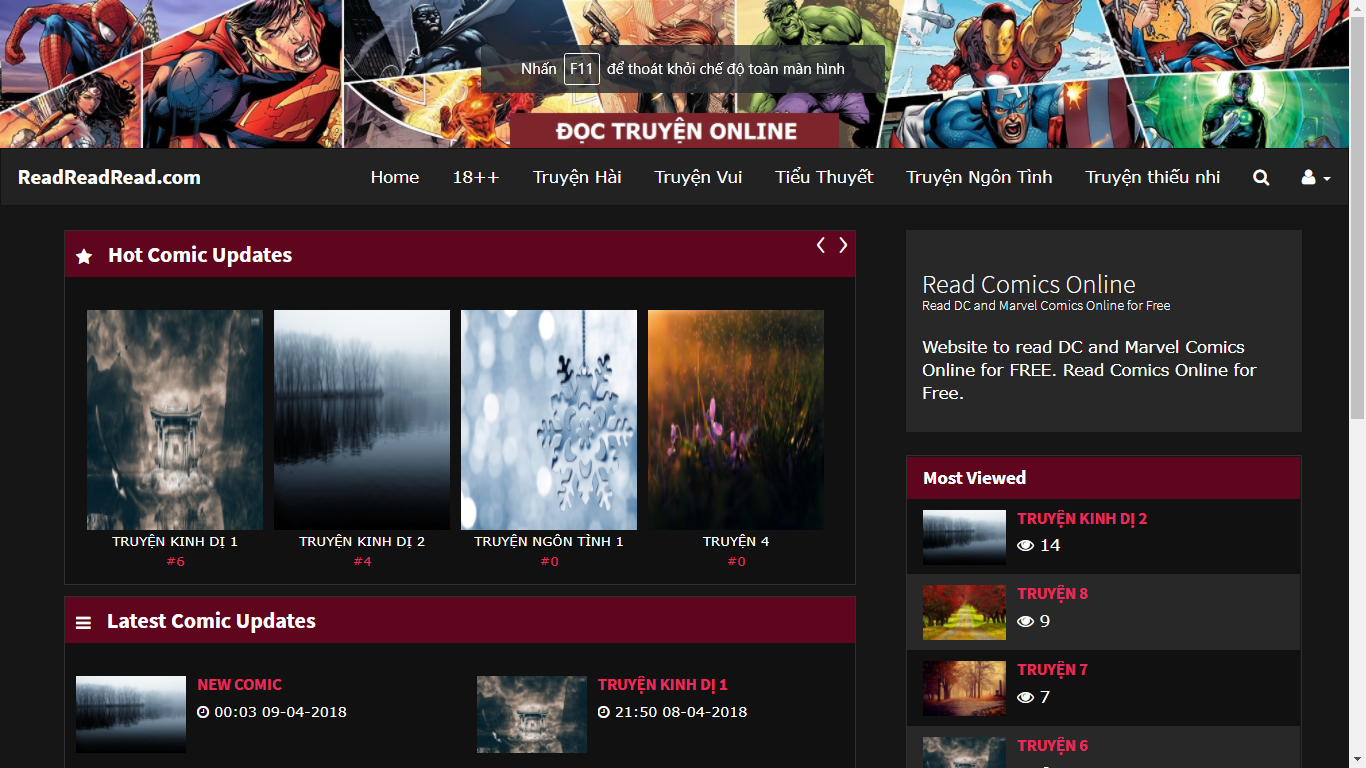 Nhấn F11 để thoát khỏi chế độ toàn màn hình
ĐỌC TRUYỆN ONLINE
ReadReadRead.com Home 18++ Truyện Hài Truyện Vui Tiểu Thuyết Truyện Ngôn Tình Truyện thiếu nhi
Hot Comic Updates
TRUYỆN KINH DỊ 1
#6
TRUYỆN KINH DỊ 2
#4
TRUYỆN NGÔN TÌNH 1
#0
TRUYỆN 4
#0
Latest Comic Updates
NEW COMIC
00:03 09-04-2018
TRUYỆN KINH DỊ 1
21:50 08-04-2018
Read Comics Online
Read DC and Marvel Comics Online for Free
Website to read DC and Marvel Comics
Online for FREE. Read Comics Online for
Free.
Most Viewed
TRUYỆN KINH DỊ 2
14
TRUYỆN 8
9
TRUYỆN 7
7
TRUYỆN 6